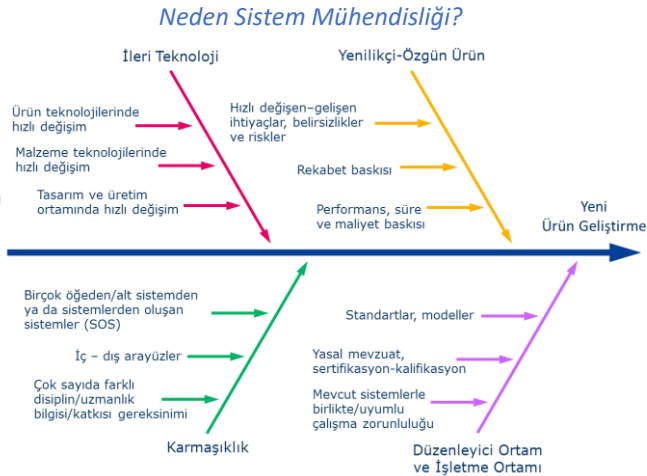 Neden Sistem Mühendisliği?
İleri Teknoloji
Ürün teknolojilerinde
hızlı değişim
Malzeme teknolojilerinde
hızlı değişim
Tasarım ve üretim
ortamında hızlı değişim
Yenilikçi-Özgün Ürün
Hızlı değişen–gelişen
ihtiyaçlar, belirsizlikler
ve riskler
Rekabet baskısı
Performans, süre
ve maliyet baskısı
Yeni
Ürün Geliştirme
Birçok öğeden/alt sistemden
ya da sistemlerden oluşan
sistemler (SOS)
İç – dış arayüzler
Çok sayıda farklı
disiplin/uzmanlık
bilgisi/katkısı gereksinimi
Karmaşıklık
Standartlar, modeller
Yasal mevzuat,
sertifikasyon-kalifikasyon
Mevcut sistemlerle
birlikte/uyumlu
çalışma zorunluluğu
Düzenleyici Ortam
ve İşletme Ortamı